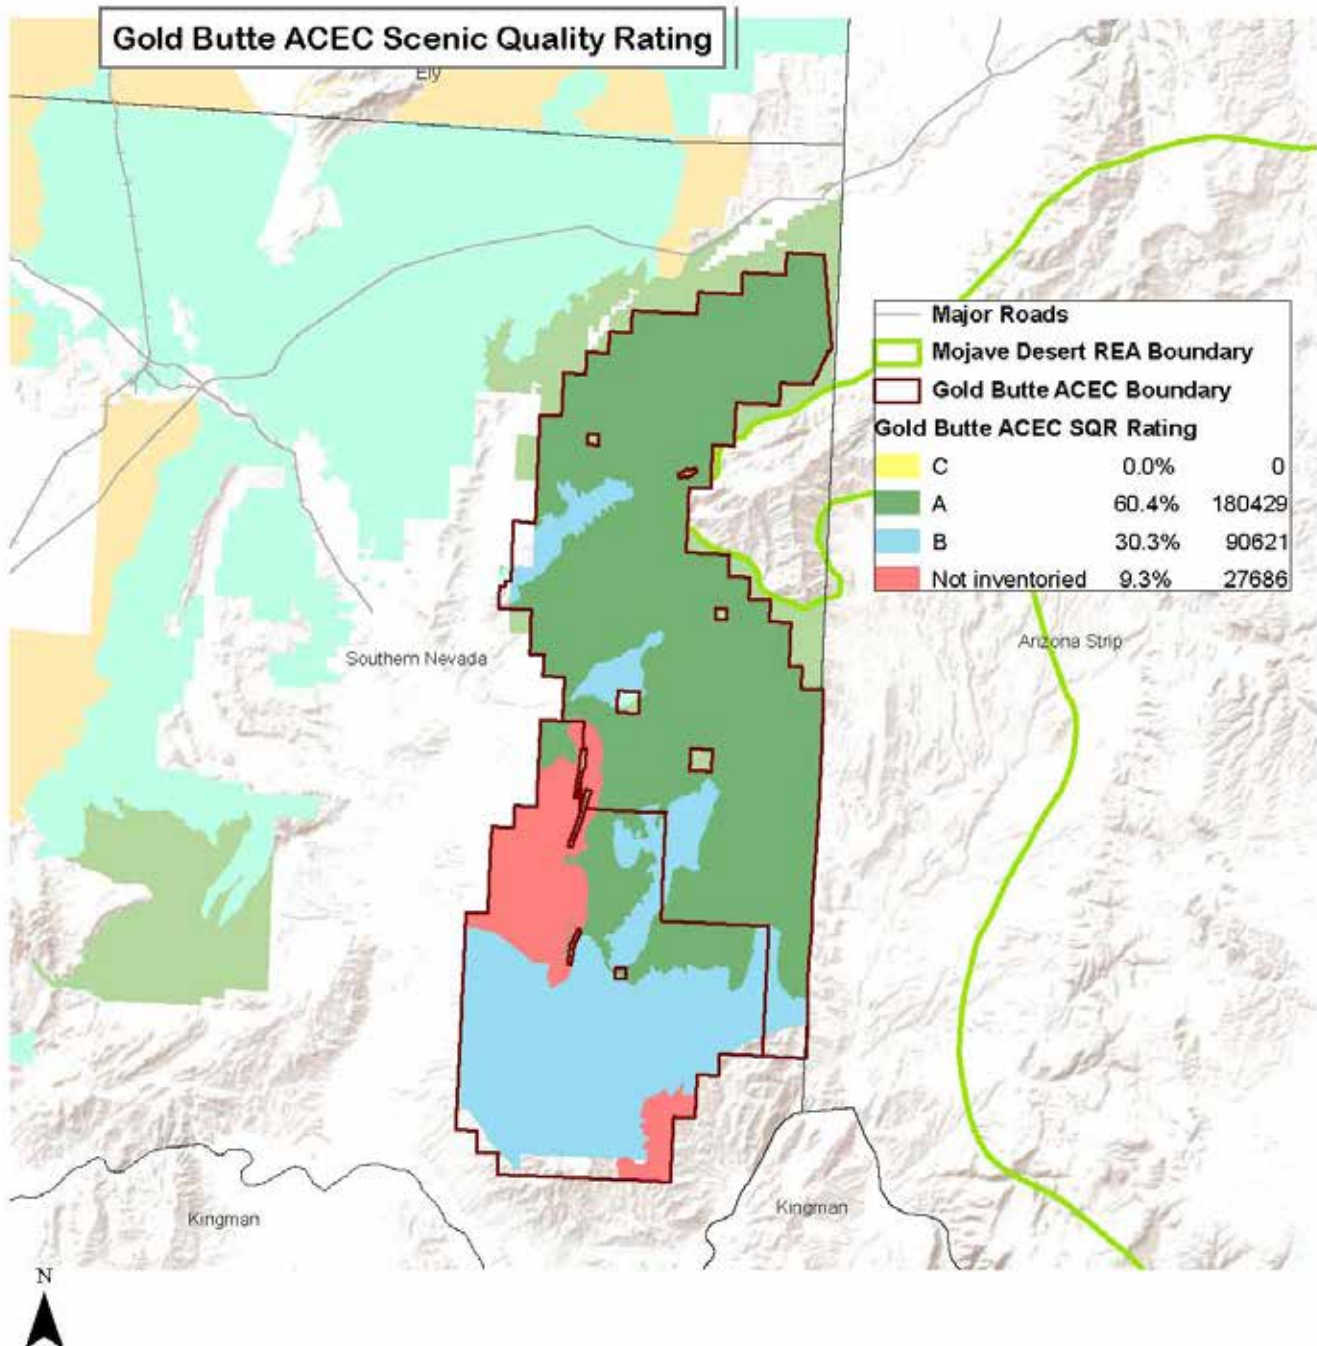 Gold Butte ACEC Scenic Quality Rating
Ely
Major Roads
Mojave Desert REA Boundary
Gold Butte ACEC Boundary
Gold Butte ACEC SQR Rating
C 0.0% 0
A 60.4% 180429
B 30.3% 90621
Not inventoried 9.3% 27686
Arizona Strip
Southern Nevada
Kingman
Kingman
N